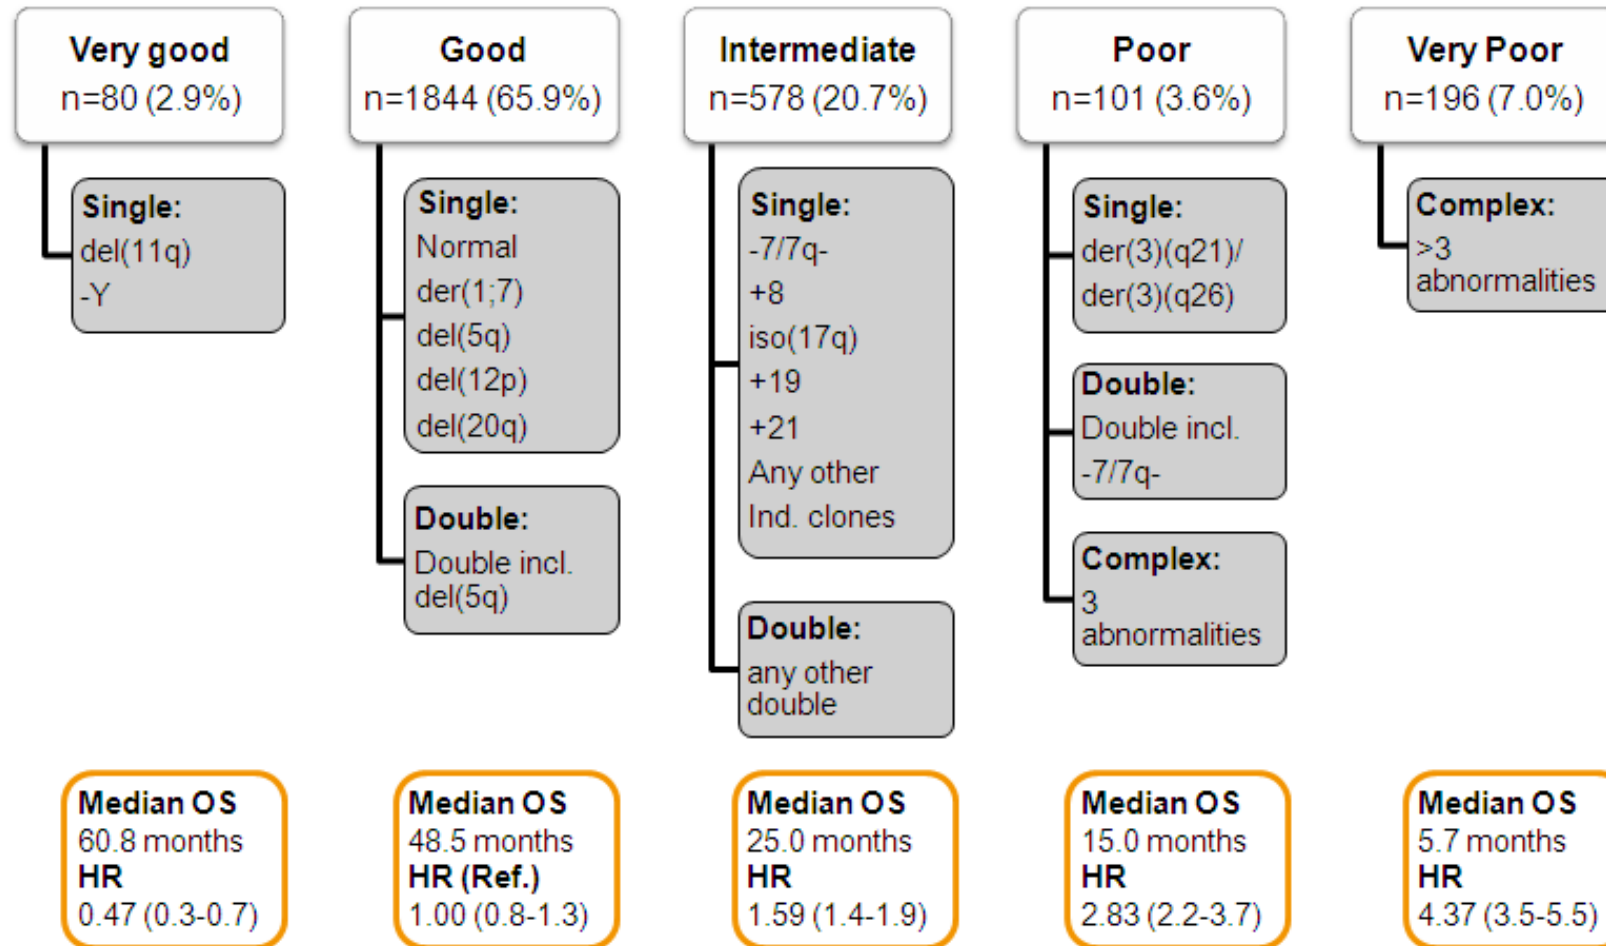 Very good
n=80 (2.9%)
Single:
del(11q)
-Y
Median OS
60.8 months
HR
0.47 (0.3-0.7)
Good
n=1844 (65.9%)
Single:
Normal
der(1;7)
del(5q)
del(12p)
del(20q)
Double:
Double incl.
del(5q)
Median OS
48.5 months
HR (Ref.)
1.00 (0.8-1.3)
Intermediate
n=578 (20.7%)
Single:
-7/7q-
+8
iso(17q)
+19
+21
Any other
Ind. clones
Double:
any other
double
Median OS
25.0 months
HR
1.59 (1.4-1.9)
Poor
n=101 (3.6%)
Single:
der(3)(q21)/
der(3)(q26)
Double:
Double incl.
-7/7q-
Complex:
3
abnormalities
Median OS
15.0 months
HR
2.83 (2.2-3.7)
Very Poor
n=196 (7.0%)
Complex:
>3
abnormalities
Median OS
5.7 months
HR
4.37 (3.5-5.5)